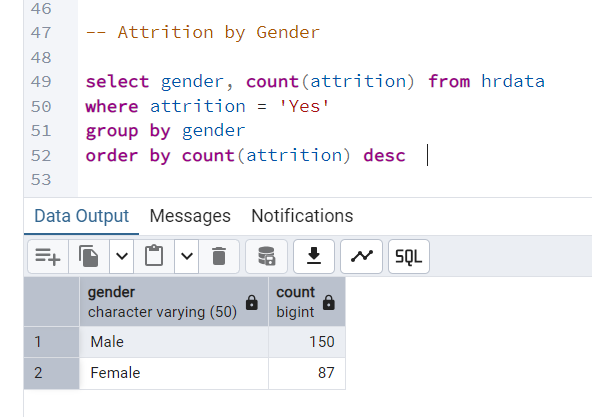 46
47 -- Attrition by Gender
48
49 select gender, count(attrition) from hrdata
50 where attrition = 'Yes'
51 group by gender
52 order by count(attrition) desc
53
Data Output Messages Notifications
SQL
gender count
character varying (50) bigint
1 Male 150
2 Female 87